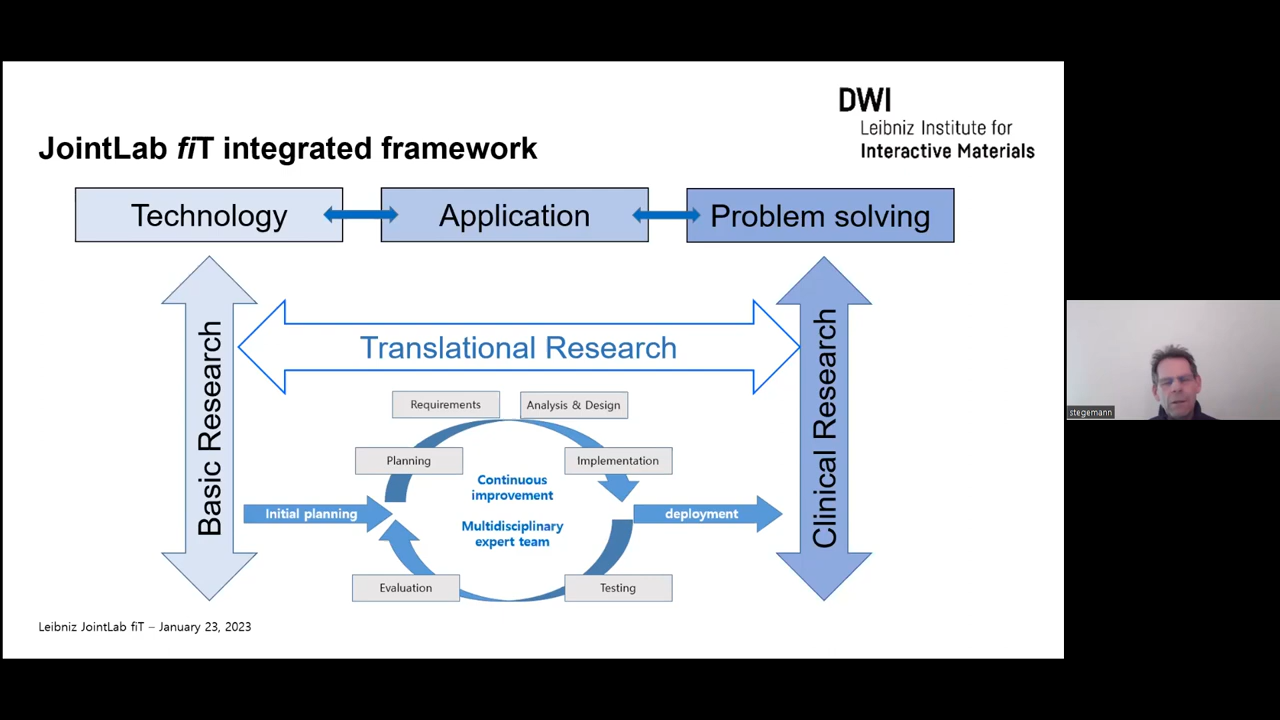 DWI
Leibniz Institute for
Interactive Materials
JointLab fiT integrated framework
Technology
Application
Problem solving
Basic Research
Translational Research
Clinical Research
Requirements
Analysis & Design
Planning
Implementation
Continuous
improvement
Initial planning
deployment
Multidisciplinary
expert team
Evaluation
Testing
Leibniz JointLab fiT – January 23, 2023
stegemann